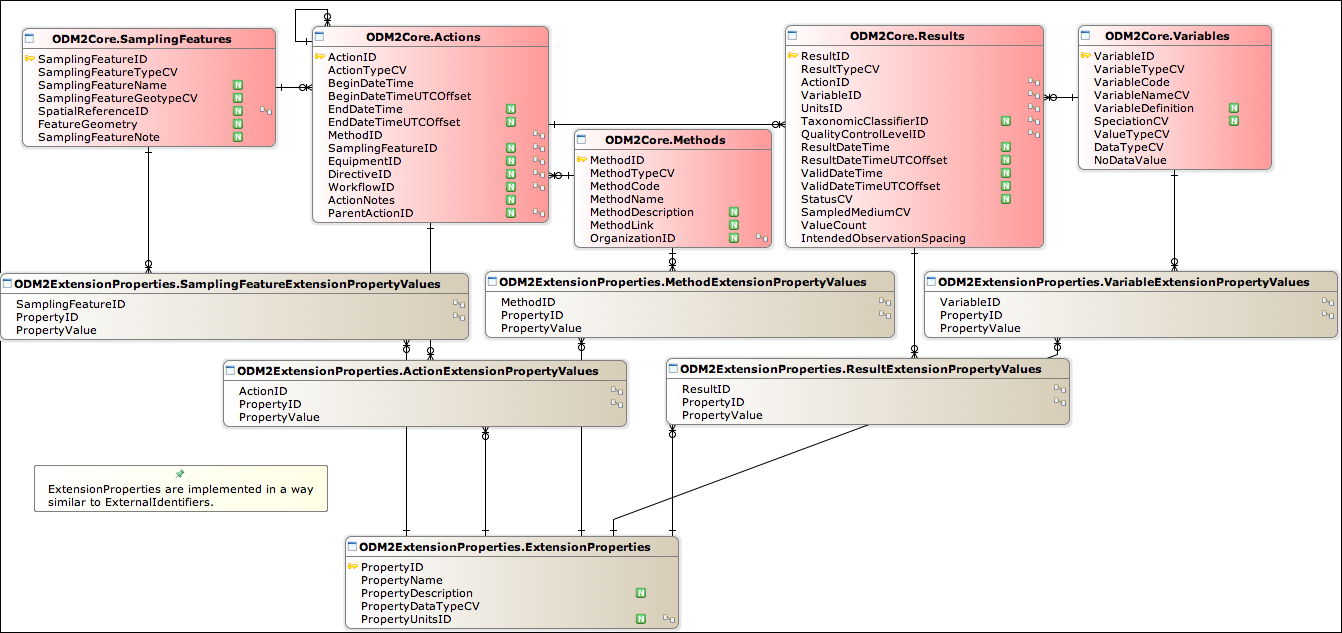 ODM2Core.SamplingFeatures
SamplingFeatureID
SamplingFeatureTypeCV
SamplingFeatureName N
SamplingFeatureGeotypeCV N
SpatialReferenceID N
FeatureGeometry N
SamplingFeatureNote N
ODM2Core.Actions
ActionID
ActionTypeCV
BeginDateTime
BeginDateTimeUTCOffset
EndDateTime N
EndDateTimeUTCOffset N
MethodID
SamplingFeatureID N
EquipmentID N
DirectiveID N
WorkflowID N
ActionNotes N
ParentActionID N
ODM2Core.Methods
MethodID
MethodTypeCV
MethodCode
MethodName
MethodDescription N
MethodLink N
OrganizationID N
ODM2Core.Results
ResultID
ResultTypeCV
ActionID
VariableID
UnitsID
TaxonomicClassifierID N
QualityControlLevelID
ResultDateTime N
ResultDateTimeUTCOffset N
ValidDateTime N
ValidDateTimeUTCOffset N
StatusCV N
SampledMediumCV
ValueCount
IntendedObservationSpacing
ODM2Core.Variables
VariableID
VariableTypeCV
VariableCode
VariableNameCV
VariableDefinition N
SpeciationCV N
ValueTypeCV
DataTypeCV
NoDataValue
ODM2ExtensionProperties.SamplingFeatureExtensionPropertyValues
SamplingFeatureID
PropertyID
PropertyValue
ODM2ExtensionProperties.MethodExtensionPropertyValues
MethodID
PropertyID
PropertyValue
ODM2ExtensionProperties.VariableExtensionPropertyValues
VariableID
PropertyID
PropertyValue
ODM2ExtensionProperties.ActionExtensionPropertyValues
ActionID
PropertyID
PropertyValue
ODM2ExtensionProperties.ResultExtensionPropertyValues
ResultID
PropertyID
PropertyValue
ExtensionProperties are implemented in a way
similar to ExternalIdentifiers.
ODM2ExtensionProperties.ExtensionProperties
PropertyID
PropertyName
PropertyDescription N
PropertyDataTypeCV
PropertyUnitsID N